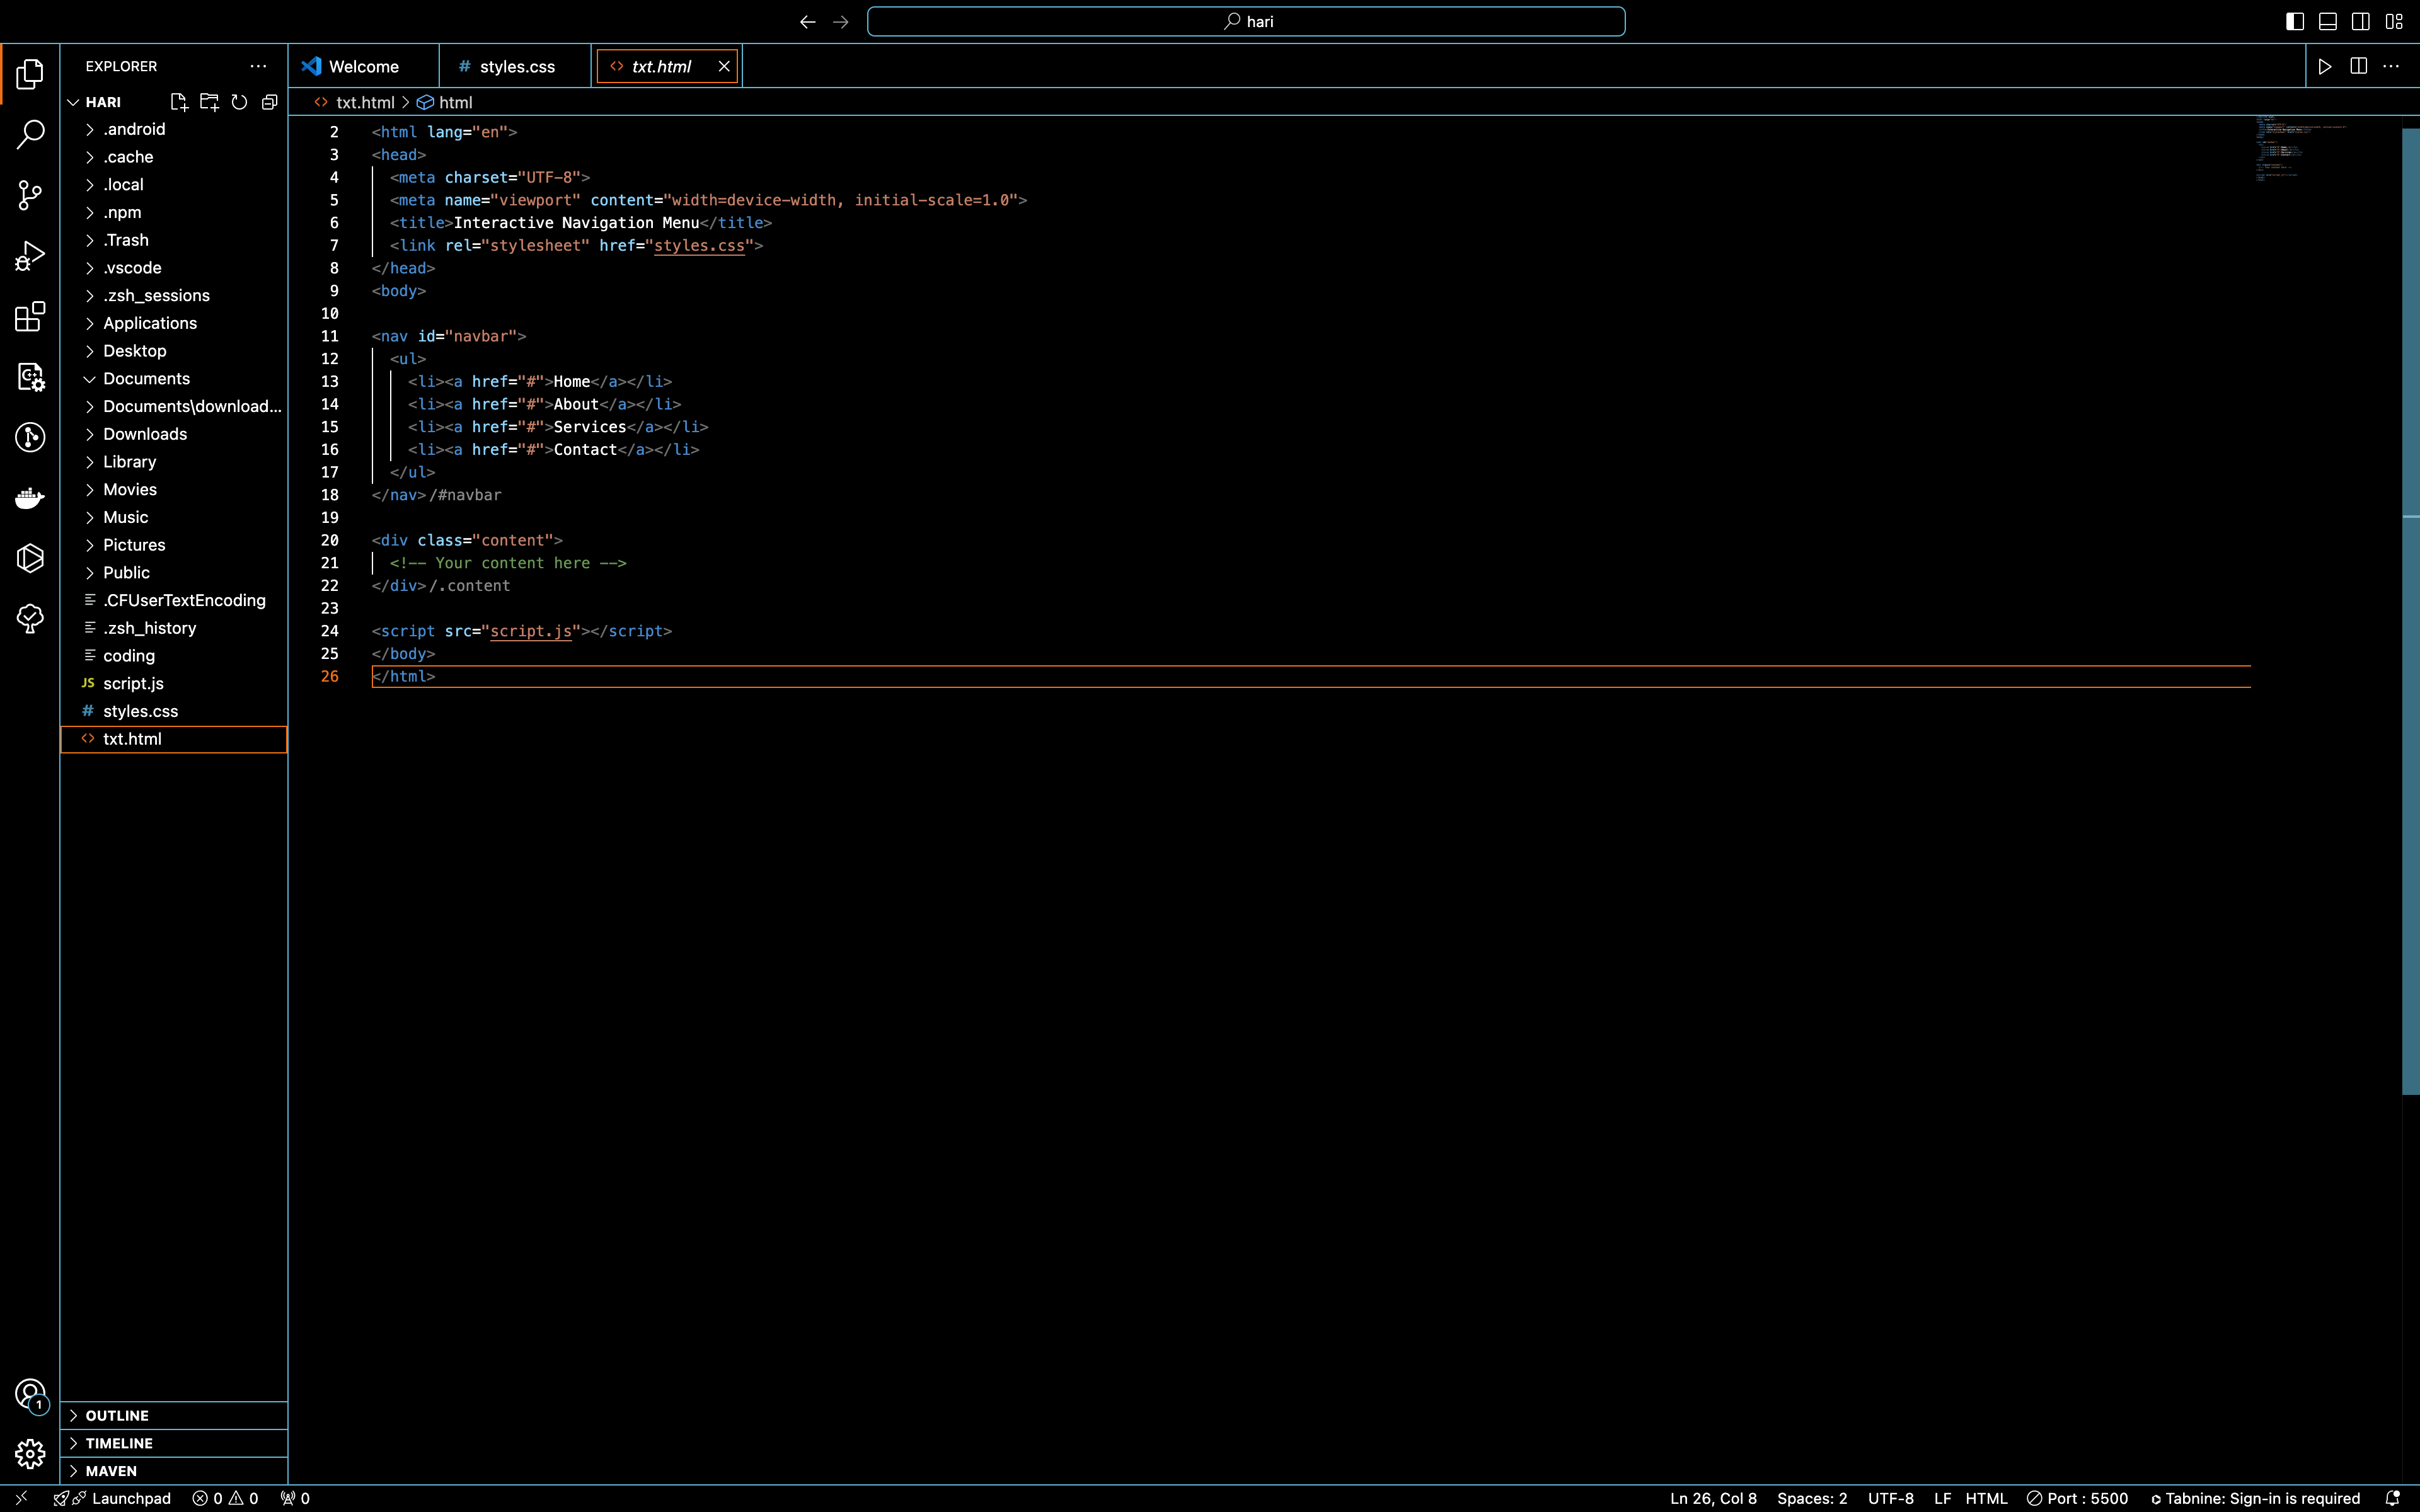 hari
EXPLORER
Welcome
# styles.css
<> txt.html
HARI
<> txt.html > html
.android
.cache
.local
.npm
.Trash
.vscode
.zsh_sessions
Applications
Desktop
Documents
Documents\download...
Downloads
Library
Movies
Music
Pictures
Public
.CFUserTextEncoding
.zsh_history
coding
JS script.js
# styles.css
<> txt.html
OUTLINE
TIMELINE
MAVEN
2 <html lang="en">
3 <head>
4 <meta charset="UTF-8">
5 <meta name="viewport" content="width=device-width, initial-scale=1.0">
6 <title>Interactive Navigation Menu</title>
7 <link rel="stylesheet" href="styles.css">
8 </head>
9 <body>
10
11 <nav id="navbar">
12 <ul>
13 <li><a href="#">Home</a></li>
14 <li><a href="#">About</a></li>
15 <li><a href="#">Services</a></li>
16 <li><a href="#">Contact</a></li>
17 </ul>
18 </nav>/#navbar
19
20 <div class="content">
21 <!-- Your content here -->
22 </div>/.content
23
24 <script src="script.js"></script>
25 </body>
26 </html>
1
Launchpad 0 0 0 Ln 26, Col 8 Spaces: 2 UTF-8 LF HTML Port : 5500 Tabnine: Sign-in is required